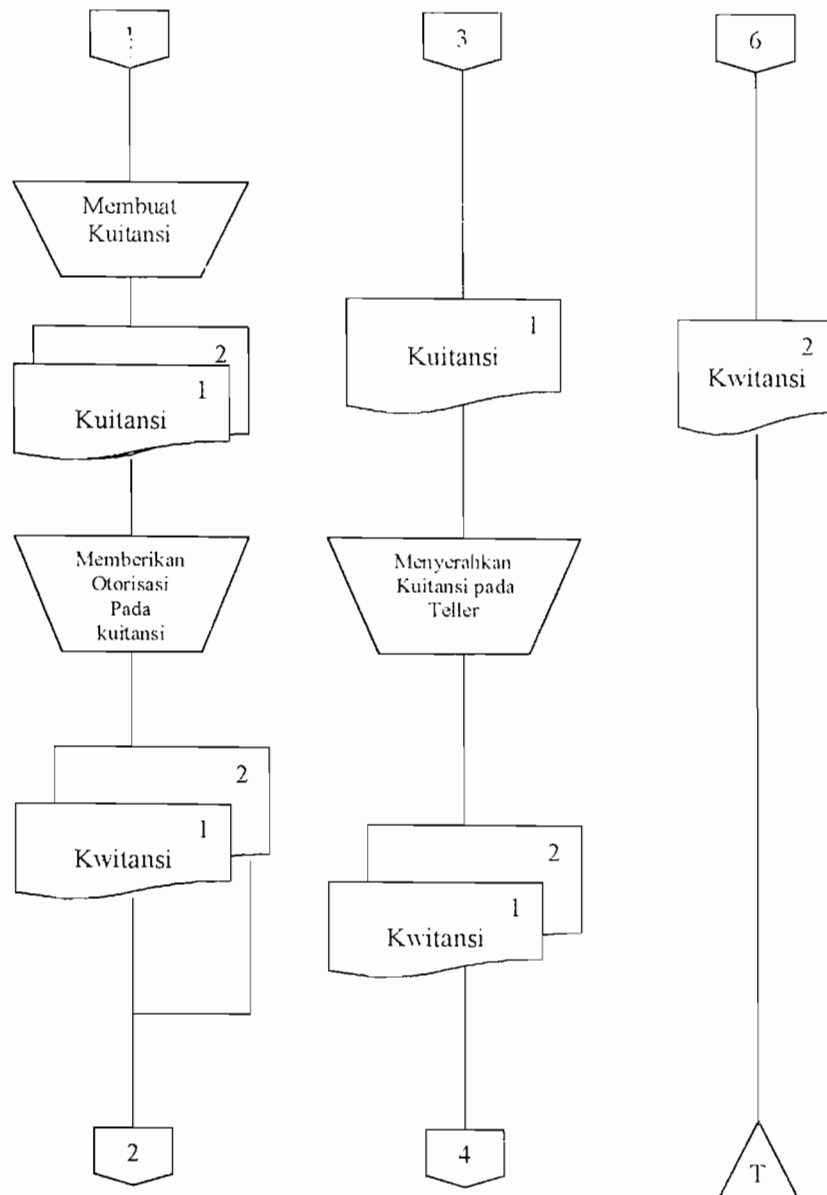 1
Membuat
Kuitansi
2
1
Kuitansi
Memberikan
Otorisasi
Pada
kuitansi
2
1
Kwitansi
2
3
1
Kuitansi
Menyerahkan
Kuitansi pada
Teller
2
1
Kwitansi
4
6
2
Kwitansi
T